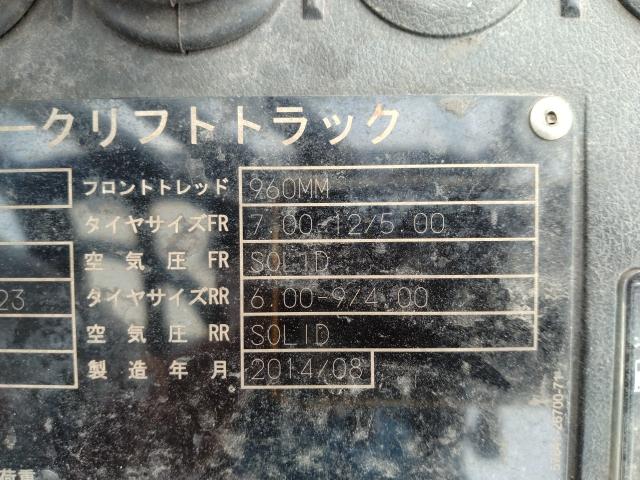 ークリフトトラック
フロントトレッド 960MM
タイヤサイズFR 7.00-12/5.00
空気圧 FR SOLID
23 タイヤサイズRR 6.00-9/4.00
空気圧 RR SOLID
製造年月 2014/08
荷重